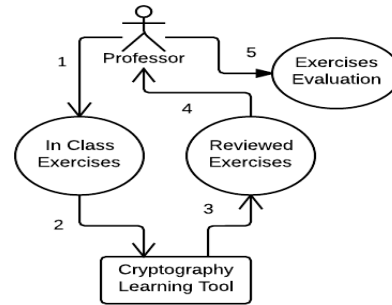 1
Professor
5
Exercises
Evaluation
4
In Class
Exercises
Reviewed
Exercises
2
3
Cryptography
Learning Tool